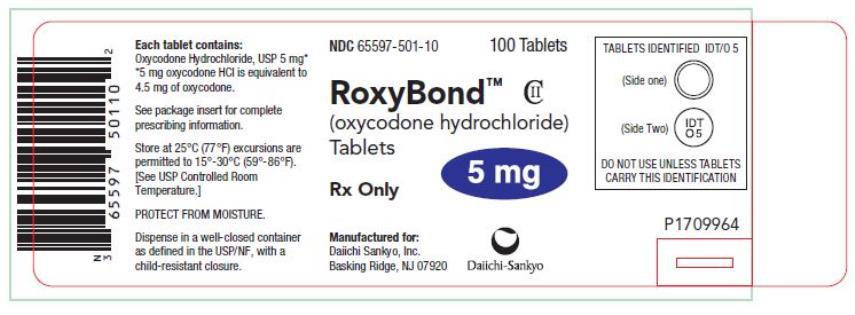 Each tablet contains:
Oxycodone Hydrochloride, USP 5 mg*
*5 mg oxycodone HCl is equivalent to
4.5 mg of oxycodone.
See package insert for complete
prescribing information.
Store at 25°C (77°F) excursions are
permitted to 15°-30°C (59°-86°F).
[See USP Controlled Room
Temperature.]
PROTECT FROM MOISTURE.
Dispense in a well-closed container
as defined in the USP/NF, with a
child-resistant closure.
N
3
65597 50110
2
NDC 65597-501-10 100 Tablets
RoxyBond™ CII
(oxycodone hydrochloride)
Tablets
5 mg
Rx Only
Manufactured for:
Daiichi Sankyo, Inc.
Basking Ridge, NJ 07920
Daiichi-Sankyo
TABLETS IDENTIFIED IDT/O 5
(Side one)
(Side Two)
IDT
O5
DO NOT USE UNLESS TABLETS
CARRY THIS IDENTIFICATION
P1709964